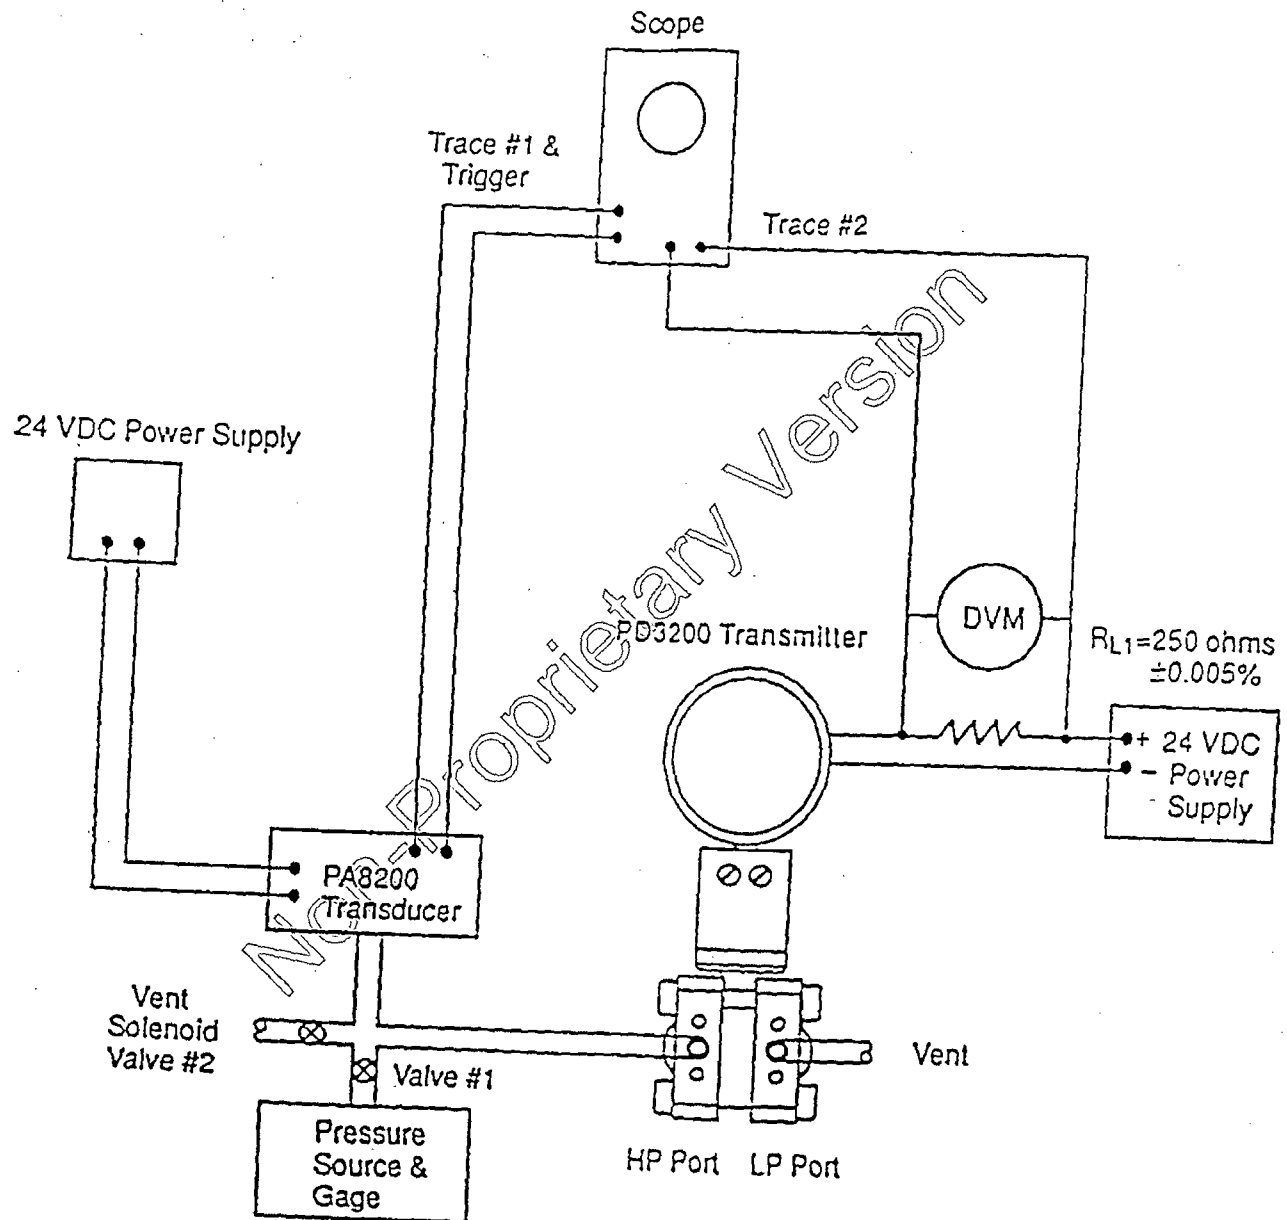 Scope
Trace #1 &
Trigger
Trace #2
24 VDC Power Supply
Non-Proprietary Version
DVM
PD3200 Transmitter
RL1=250 ohms
±0.005%
+ 24 VDC
- Power
Supply
PA8200
Transducer
Vent
Solenoid
Valve #2
Valve #1
Vent
Pressure
Source &
Gage
HP Port
LP Port